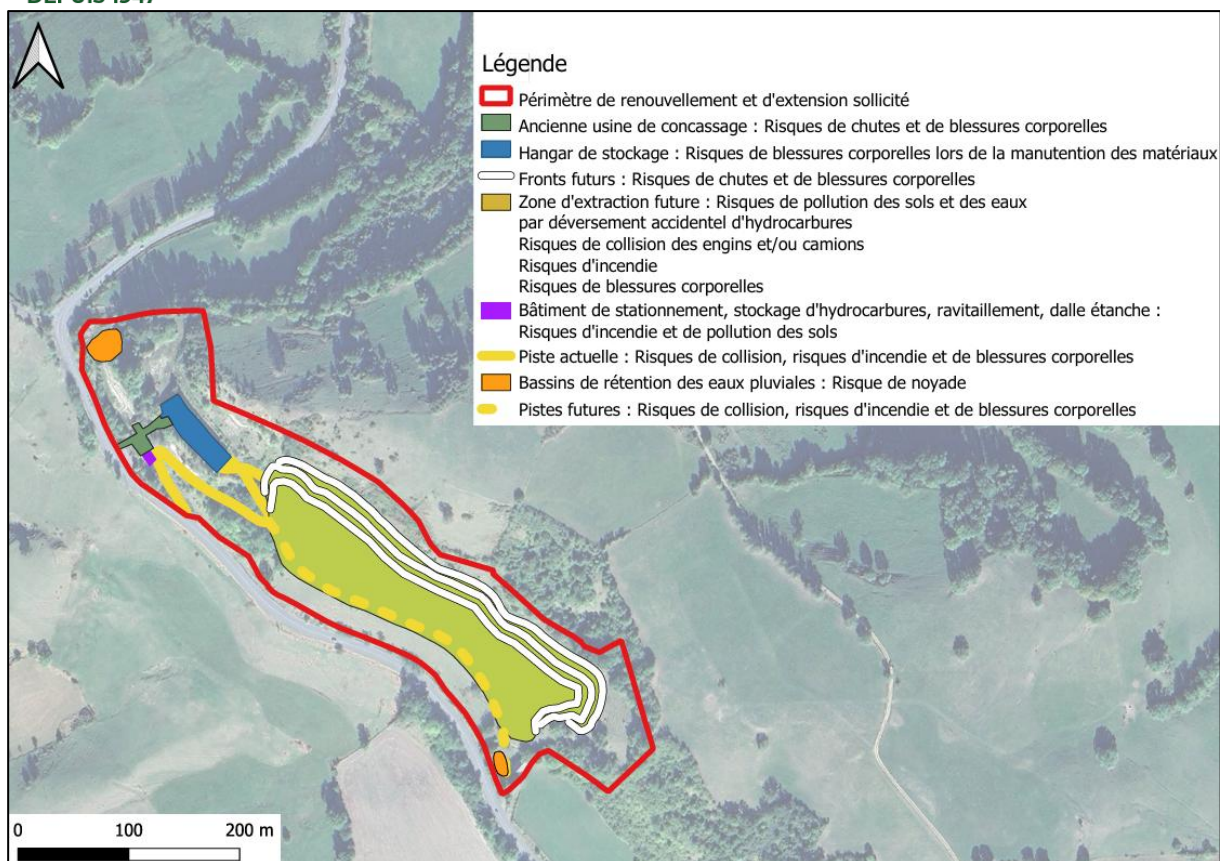 DEPUIS 1947
Légende
Périmètre de renouvellement et d'extension sollicité
Ancienne usine de concassage : Risques de chutes et de blessures corporelles
Hangar de stockage : Risques de blessures corporelles lors de la manutention des matériaux
Fronts futurs : Risques de chutes et de blessures corporelles
Zone d'extraction future : Risques de pollution des sols et des eaux
par déversement accidentel d'hydrocarbures
Risques de collision des engins et/ou camions
Risques d'incendie
Risques de blessures corporelles
Bâtiment de stationnement, stockage d'hydrocarbures, ravitaillement, dalle étanche :
Risques d'incendie et de pollution des sols
Piste actuelle : Risques de collision, risques d'incendie et de blessures corporelles
Bassins de rétention des eaux pluviales : Risque de noyade
Pistes futures : Risques de collision, risques d'incendie et de blessures corporelles
0 100 200 m